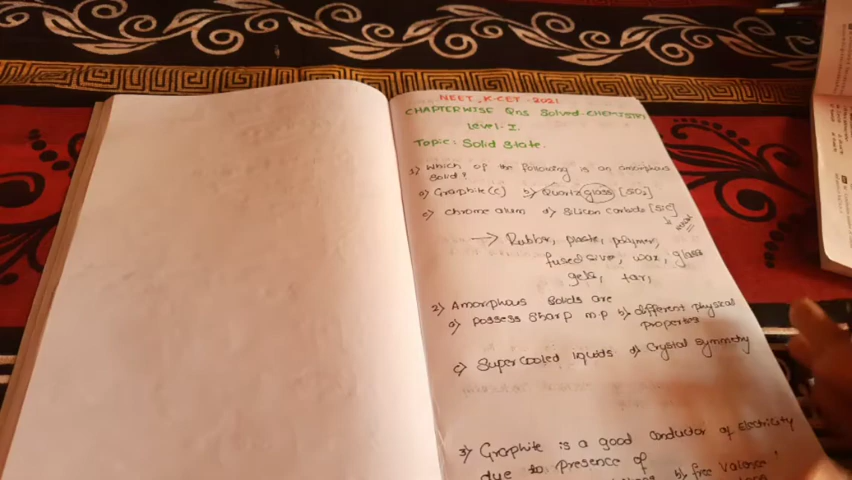 NEET, K-CET - 2021
CHAPTERWISE Qns Solved-CHEMISTRY
Level-I.
Topic: Solid State.
1) Which of the following is an amorphous
solid?
a) Graphite (C) b) Quartz glass [SiO2]
c) chrome alum d) Silicon carbide [SiC]
→ Rubber, plastic, polymer,
fused wax, glass
gels, tar,
2) Amorphous solids are
a) possess sharp m.p b) different physical
properties
c) Supercooled liquids d) Crystal symmetry
3) Graphite is a good conductor of electricity
due to presence of
b) free valence